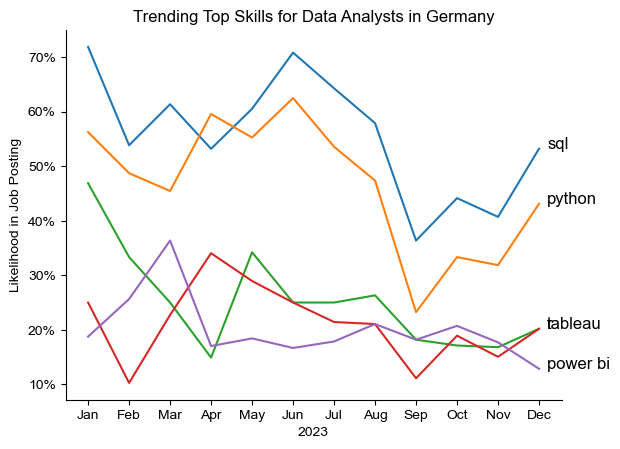 Trending Top Skills for Data Analysts in Germany
Likelihood in Job Posting
70%
60%
50%
40%
30%
20%
10%
sql
python
tableau
power bi
Jan Feb Mar Apr May Jun Jul Aug Sep Oct Nov Dec
2023